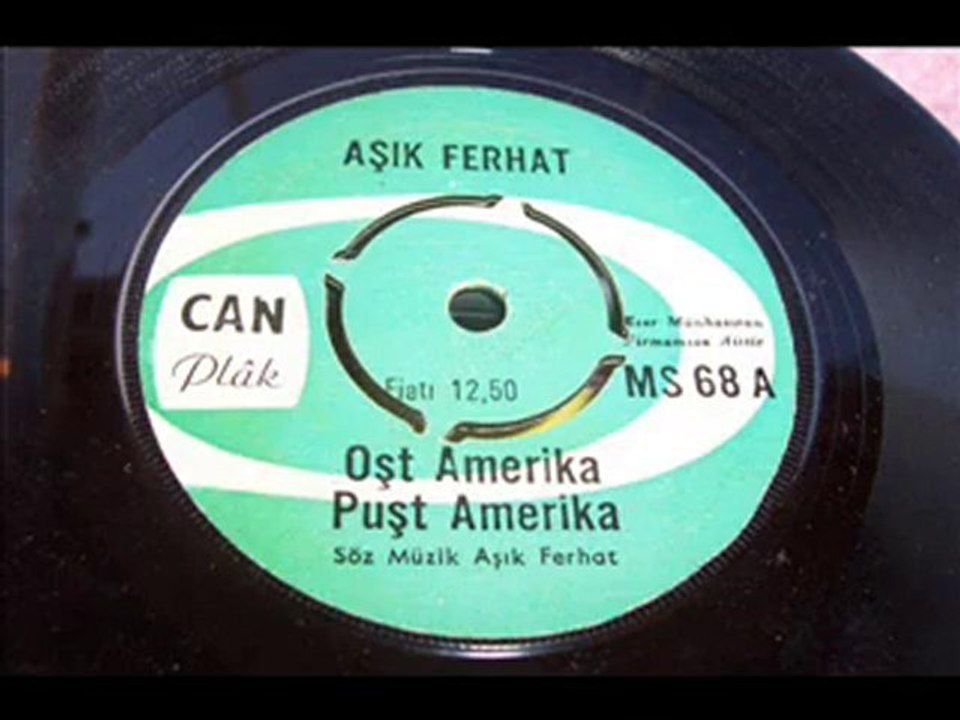 AŞIK FERHAT
CAN
Plâk
Fiatı 12,50
MS 68 A
Oşt Amerika
Puşt Amerika
Söz Müzik Aşık Ferhat